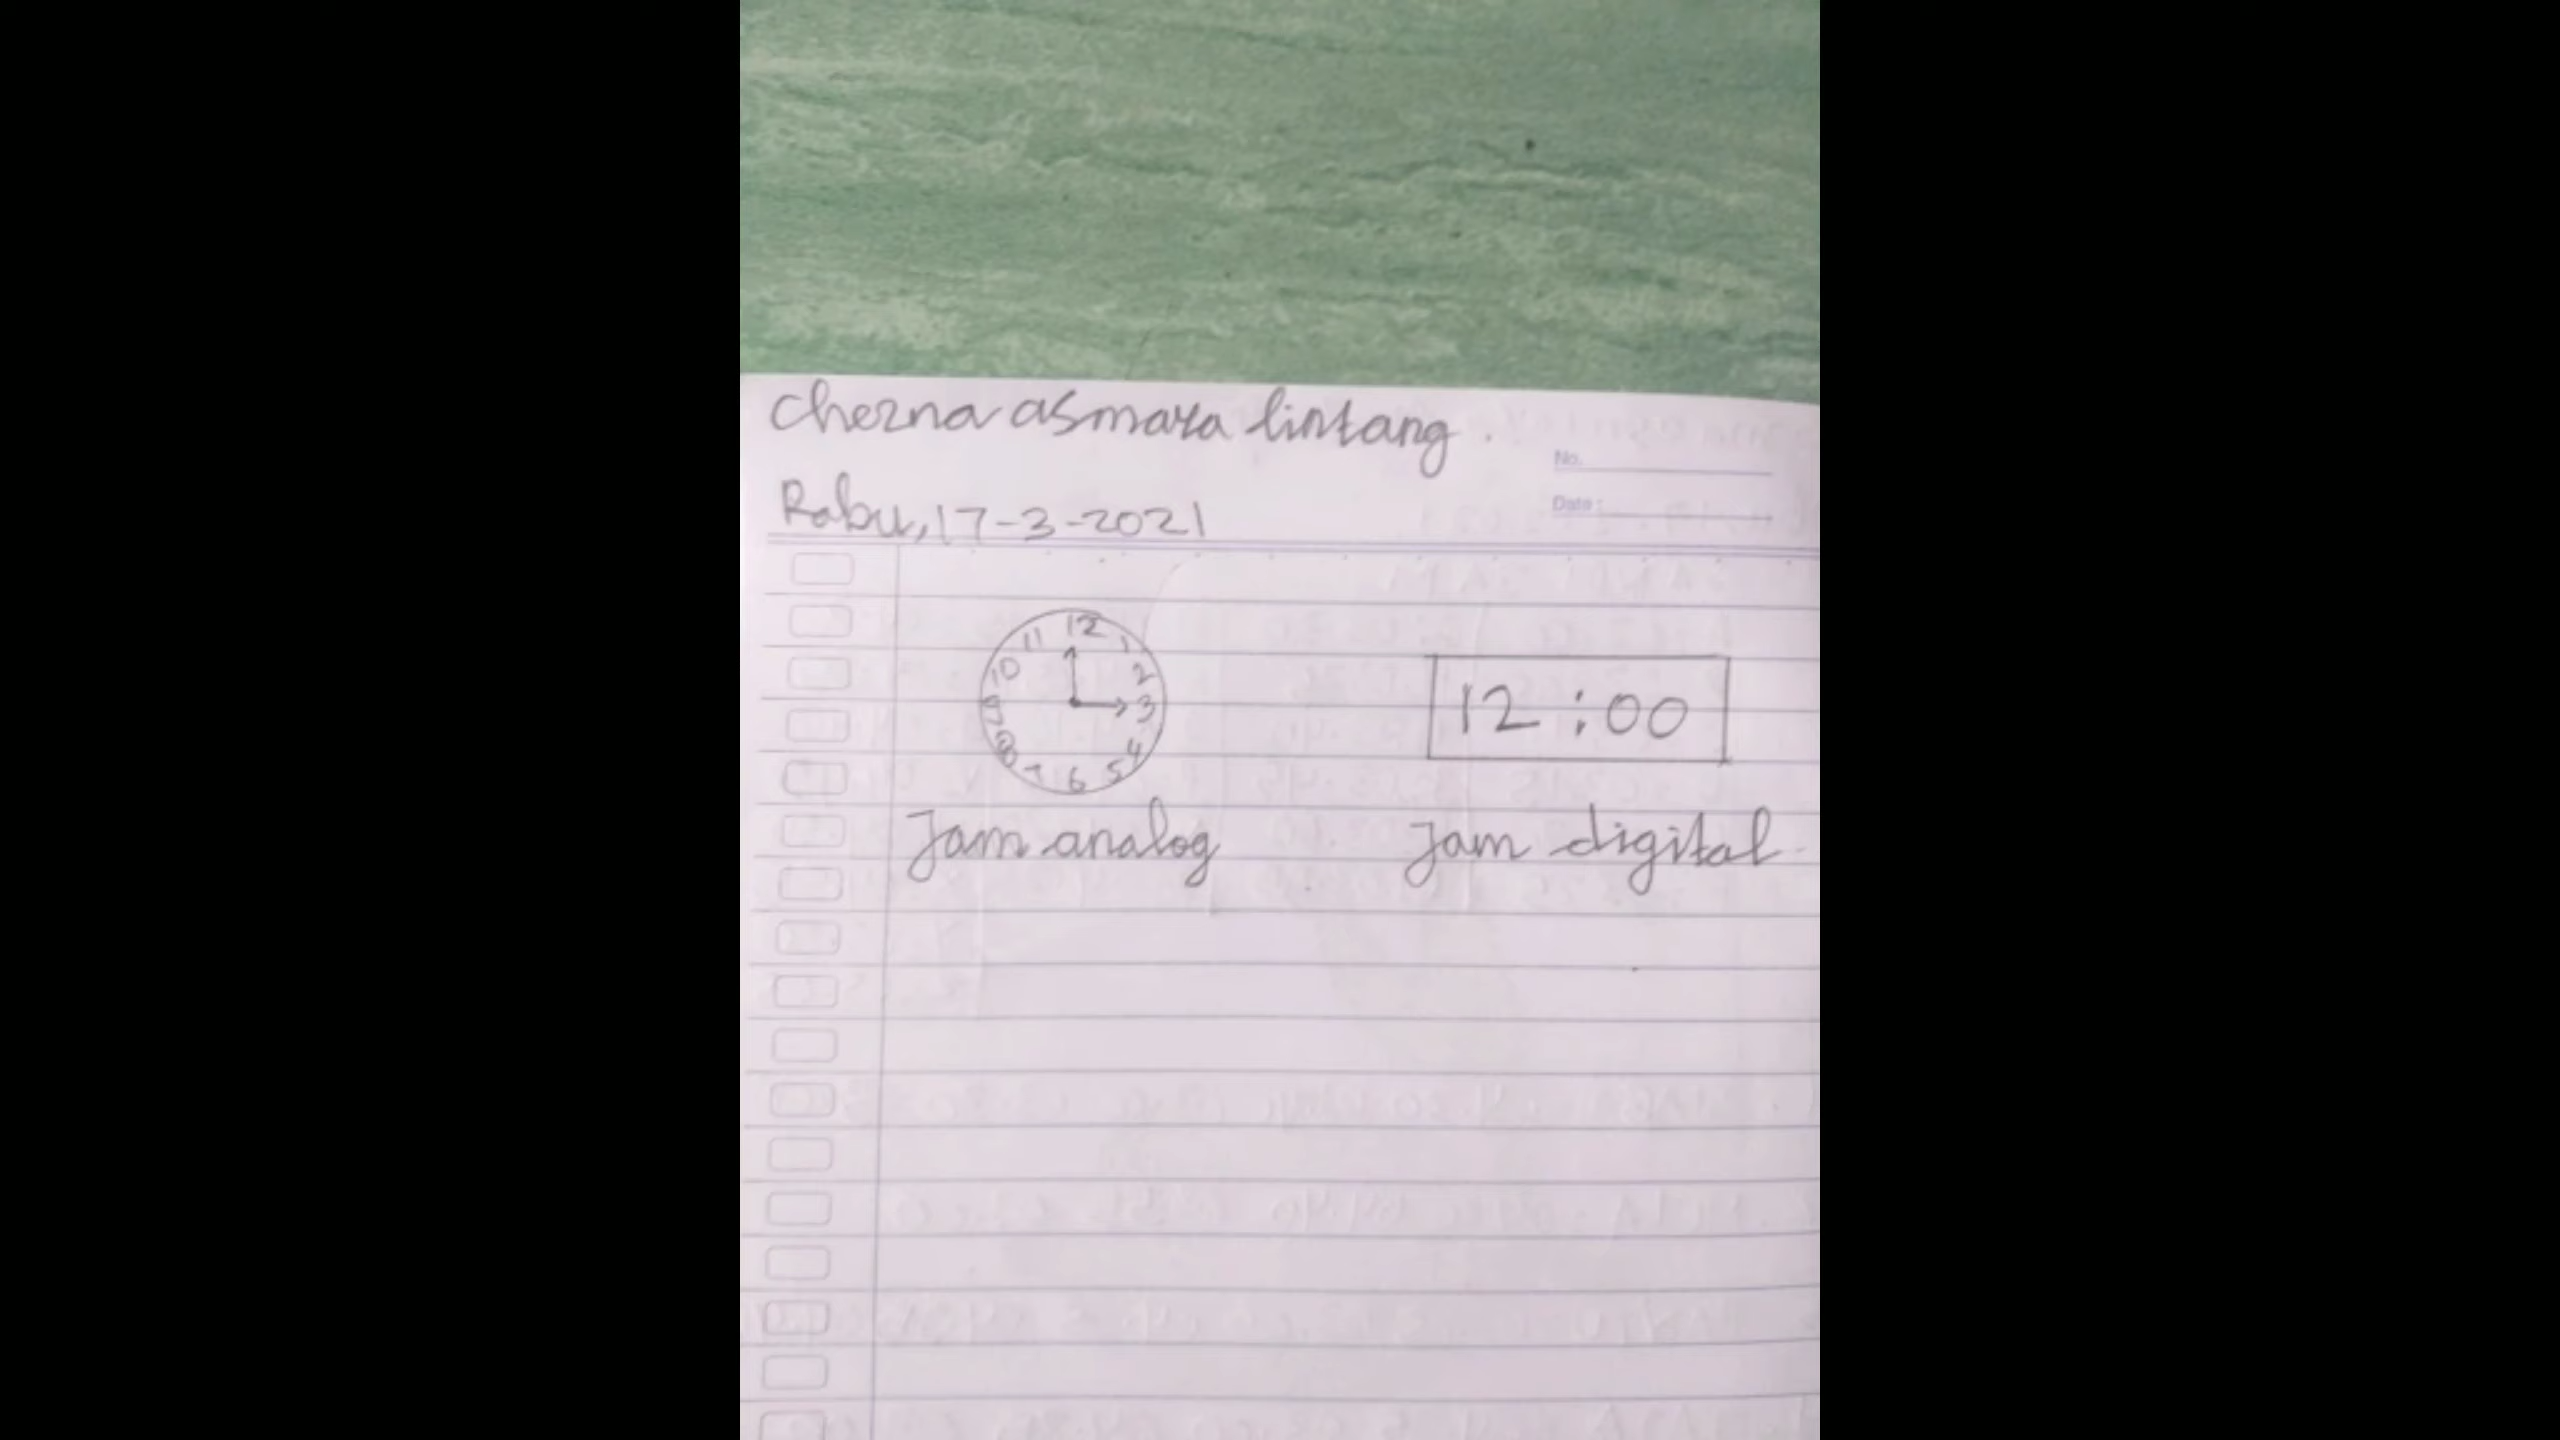 Cherna asmara lintang.
No.
Rabu, 17-3-2021
Date:
12
11 1
10 2
9 3
8 4
7 5
6
12:00
Jam analog Jam digital